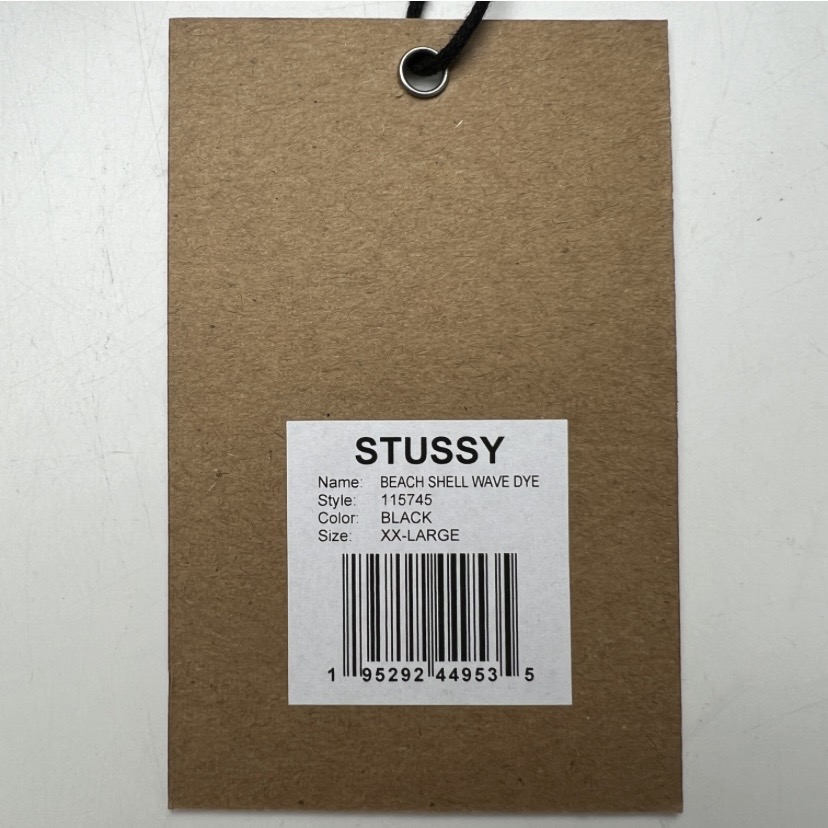 STUSSY
Name: BEACH SHELL WAVE DYE
Style: 115745
Color: BLACK
Size: XX-LARGE
1 95292 44953 5